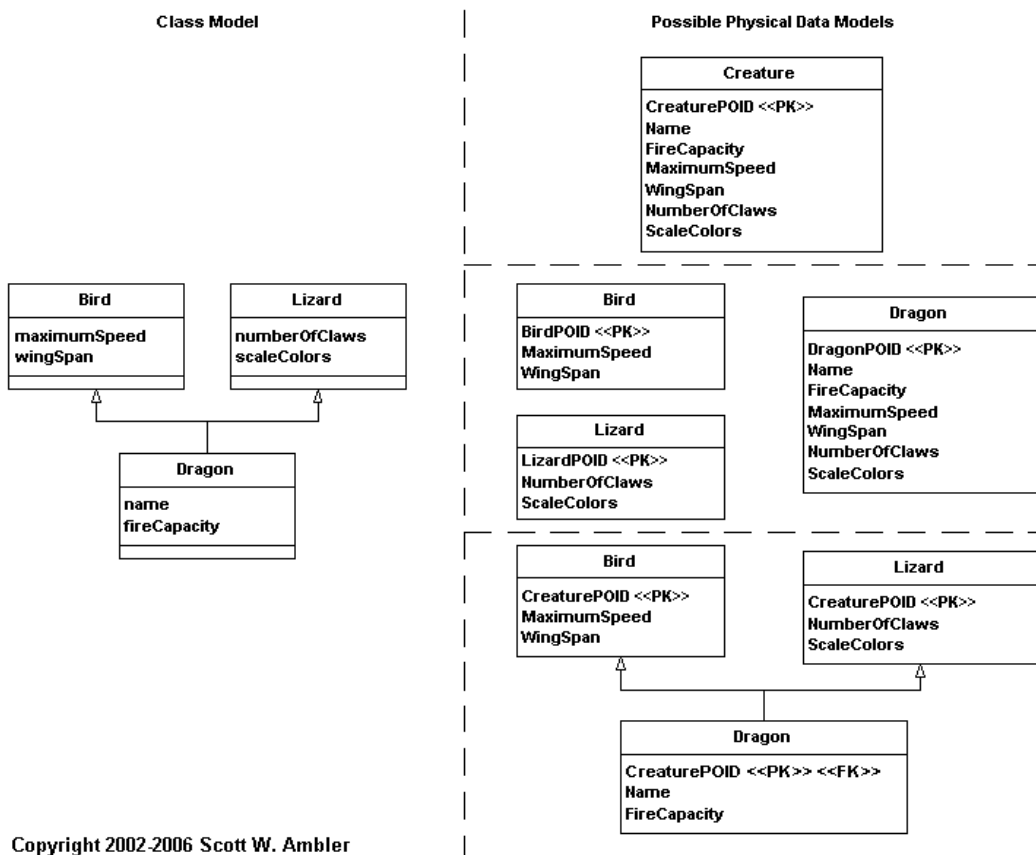 Class Model
Bird
maximumSpeed
wingSpan
Lizard
numberOfClaws
scaleColors
Dragon
name
fireCapacity
Possible Physical Data Models
Creature
CreaturePOID <<PK>>
Name
FireCapacity
MaximumSpeed
WingSpan
NumberOfClaws
ScaleColors
Bird
BirdPOID <<PK>>
MaximumSpeed
WingSpan
Lizard
LizardPOID <<PK>>
NumberOfClaws
ScaleColors
Dragon
DragonPOID <<PK>>
Name
FireCapacity
MaximumSpeed
WingSpan
NumberOfClaws
ScaleColors
Bird
CreaturePOID <<PK>>
MaximumSpeed
WingSpan
Lizard
CreaturePOID <<PK>>
NumberOfClaws
ScaleColors
Dragon
CreaturePOID <<PK>> <<FK>>
Name
FireCapacity
Copyright 2002-2006 Scott W. Ambler